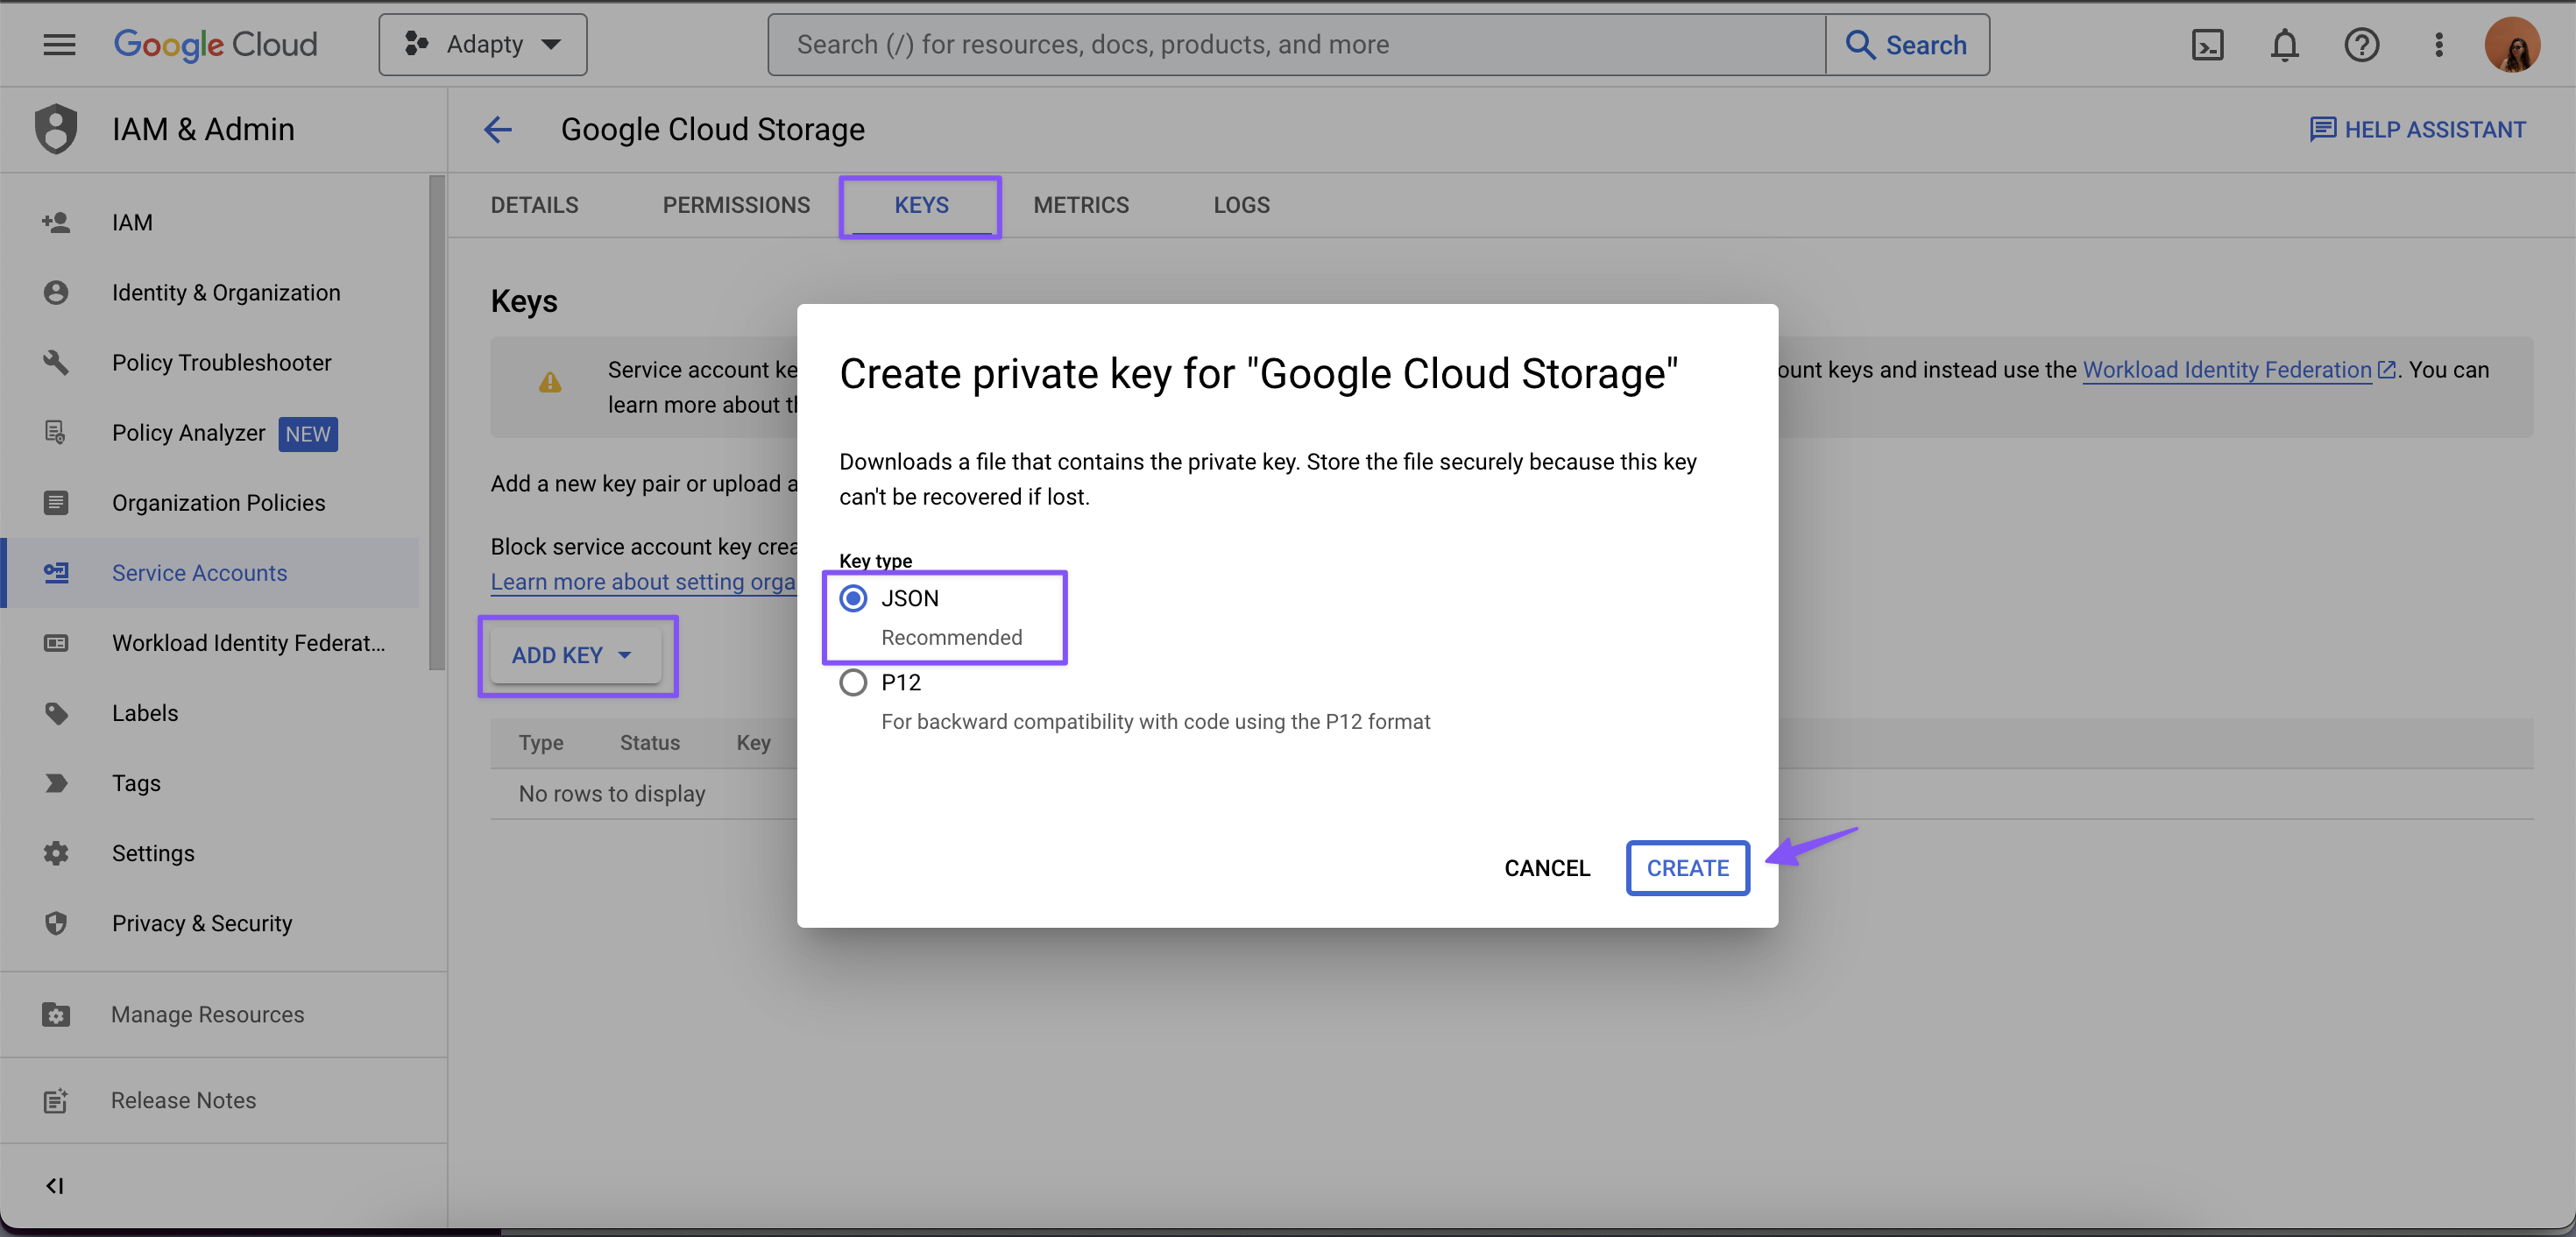 Google Cloud
Adapty
Search (/) for resources, docs, products, and more
Search
IAM & Admin
Google Cloud Storage
HELP ASSISTANT
DETAILS
PERMISSIONS
KEYS
METRICS
LOGS
IAM
Identity & Organization
Policy Troubleshooter
Policy Analyzer NEW
Organization Policies
Service Accounts
Workload Identity Federat...
Labels
Tags
Settings
Privacy & Security
Manage Resources
Release Notes
Keys
Service account ke
ount keys and instead use the Workload Identity Federation. You can
learn more about th
Add a new key pair or upload a
Block service account key crea
Learn more about setting orga
ADD KEY
Type
Status
Key
No rows to display
Create private key for "Google Cloud Storage"
Downloads a file that contains the private key. Store the file securely because this key
can't be recovered if lost.
Key type
JSON
Recommended
P12
For backward compatibility with code using the P12 format
CANCEL
CREATE